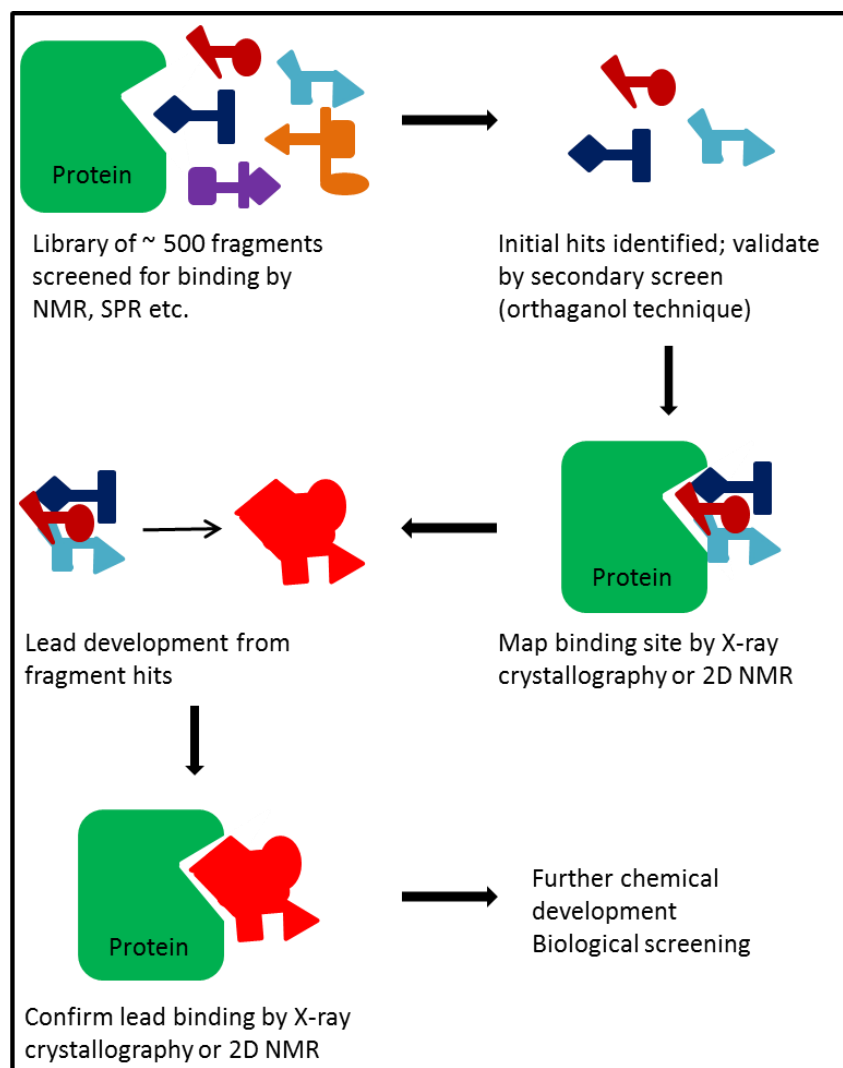 Protein
Library of ~ 500 fragments
screened for binding by
NMR, SPR etc.
Initial hits identified; validate
by secondary screen
(orthaganol technique)
Protein
Map binding site by X-ray
crystallography or 2D NMR
Lead development from
fragment hits
Protein
Confirm lead binding by X-ray
crystallography or 2D NMR
Further chemical
development
Biological screening